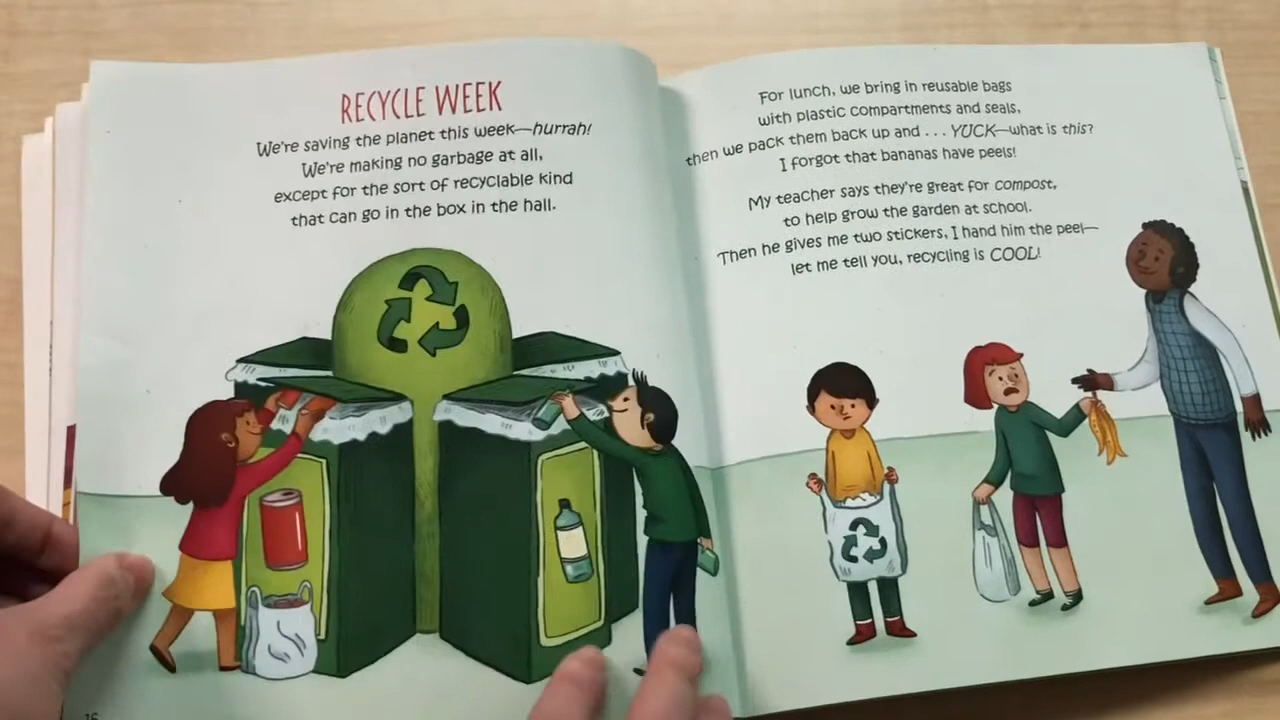 RECYCLE WEEK
We're saving the planet this week—hurrah!
We're making no garbage at all,
except for the sort of recyclable kind
that can go in the box in the hall.
For lunch, we bring in reusable bags
with plastic compartments and seals,
then we pack them back up and . . . YUCK—what is this?
I forgot that bananas have peels!
My teacher says they're great for compost,
to help grow the garden at school.
Then he gives me two stickers, I hand him the peel—
let me tell you, recycling is COOL!
16